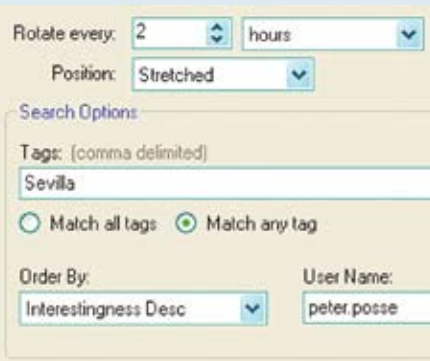 Rotate every: 2 hours
Position: Stretched
Search Options
Tags: (comma delimited)
Sevilla
Match all tags Match any tag
Order By: User Name:
Interestingness Desc peter.posse